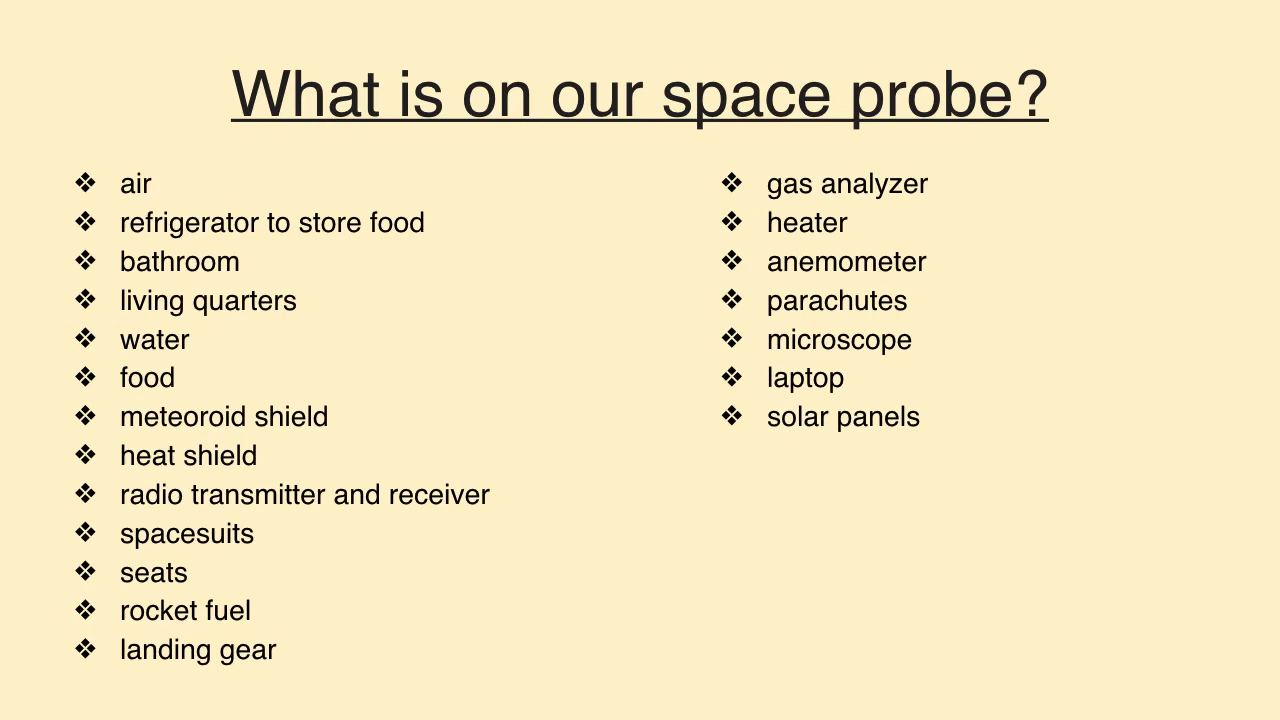 What is on our space probe?
❖ air
❖ refrigerator to store food
❖ bathroom
❖ living quarters
❖ water
❖ food
❖ meteoroid shield
❖ heat shield
❖ radio transmitter and receiver
❖ spacesuits
❖ seats
❖ rocket fuel
❖ landing gear
❖ gas analyzer
❖ heater
❖ anemometer
❖ parachutes
❖ microscope
❖ laptop
❖ solar panels